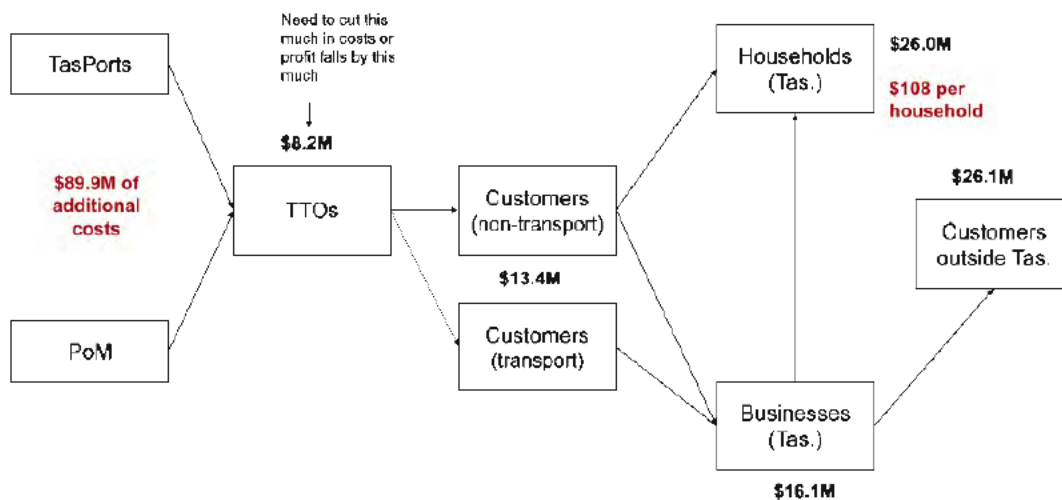 Need to cut this
much in costs or
profit falls by this
much
TasPorts
$89.9M of
additional
costs
PoM
$8.2M
TTOs
Customers
(non-transport)
$13.4M
Customers
(transport)
Households
(Tas.)
$26.0M
$108 per
household
$26.1M
Customers
outside Tas.
Businesses
(Tas.)
$16.1M